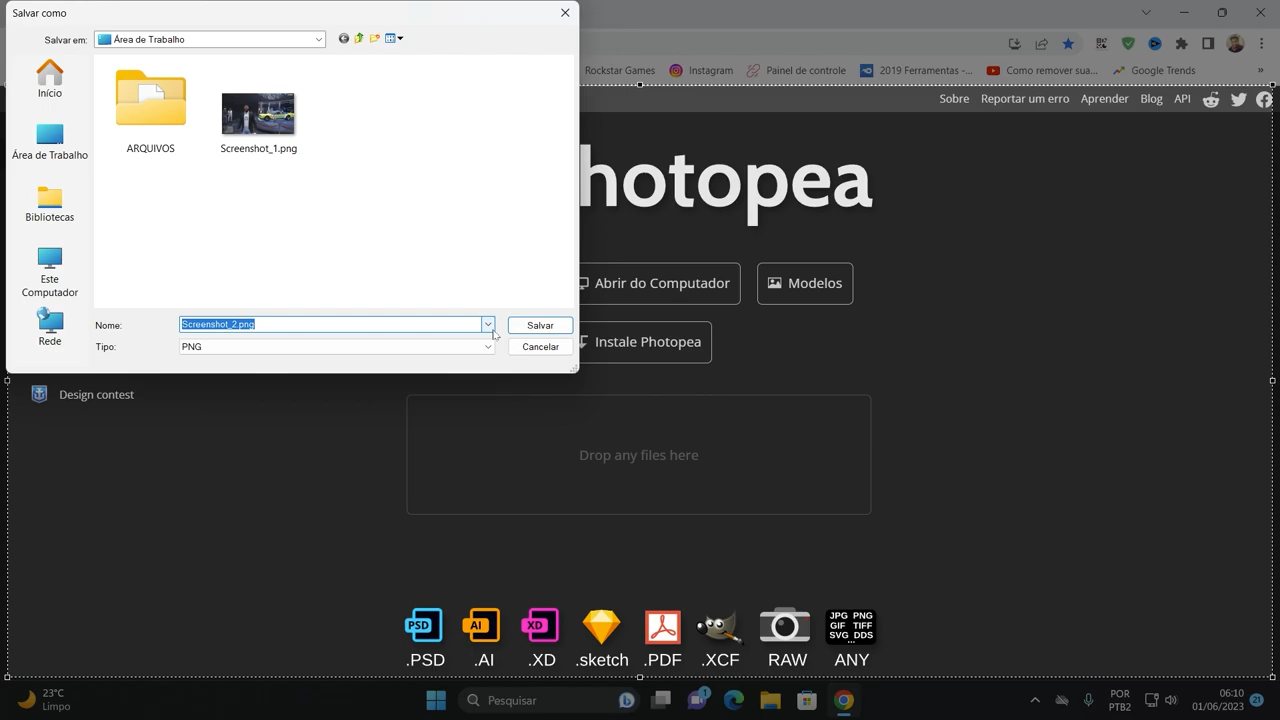 Salvar como
Salvar em:
Área de Trabalho
Início
Área de Trabalho
Bibliotecas
Este
Computador
Rede
ARQUIVOS
Screenshot_1.png
Nome:
Screenshot_2.png
Salvar
Tipo:
PNG
Cancelar
Rockstar Games
Instagram
Painel de controle
2019 Ferramentas -...
Como remover sua...
Google Trends
»
Sobre
Reportar um erro
Aprender
Blog
API
hotopea
Abrir do Computador
Modelos
Instale Photopea
Design contest
Drop any files here
PSD
AI
XD
JPG PNG
GIF TIFF
SVG DDS
...
.PSD
.AI
.XD
.sketch
.PDF
.XCF
RAW
ANY
23°C
Limpo
Pesquisar
1
POR
PTB2
06:10
01/06/2023
21